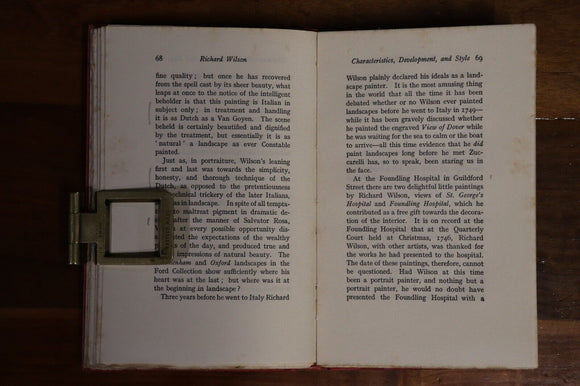 68 Richard Wilson
fine quality; but once he has recovered
from the spell cast by its sheer beauty, what
leaps at once to the notice of the intelligent
beholder is that this painting is Italian in
subject only; in treatment and handling
it is as Dutch as a Van Goyen. The scene
beheld is certainly beautified and dignified
by the treatment, but essentially it is as
'natural' a landscape as ever Constable
painted.
Just as, in portraiture, Wilson's leaning
first and last was towards the simplicity,
honesty, and thorough technique of the
Dutch, as opposed to the pretentiousness
technical trickery of the later Italians,
in landscape. In spite of all tempta-
to maltreat pigment in dramatic de-
after the manner of Salvator Rosa,
at every possible opportunity dis-
the expectations of the wealthy
of the day, and produced true and
impressions of natural beauty. The
and Oxford landscapes in the
Ford Collection show sufficiently where his
heart was at the last; but where was it at
the beginning in landscape?
Three years before he went to Italy Richard
Characteristics, Development, and Style 69
Wilson plainly declared his ideals as a land-
scape painter. It is the most amusing thing
in the world that all the time it has been
debated whether or no Wilson ever painted
landscapes before he went to Italy in 1749—
while it has been gravely discussed whether
he painted the engraved View of Dover while
he was waiting for the sea to calm or the boat
to arrive—all this time evidence that he did
paint landscapes long before he met Zuc-
carelli has, so to speak, been staring us in
the face.
At the Foundling Hospital in Guildford
Street there are two delightful little paintings
by Richard Wilson, views of St. George's
Hospital and Foundling Hospital, which he
contributed as a free gift towards the decora-
tion of the interior. It is on record at the
Foundling Hospital that at the Quarterly
Court held at Christmas, 1746, Richard
Wilson, with other artists, was thanked for
the works he had presented to the hospital.
The date of these paintings, therefore, cannot
be questioned. Had Wilson at this time
been a portrait painter, and nothing but a
portrait painter, he would no doubt have
presented the Foundling Hospital with a